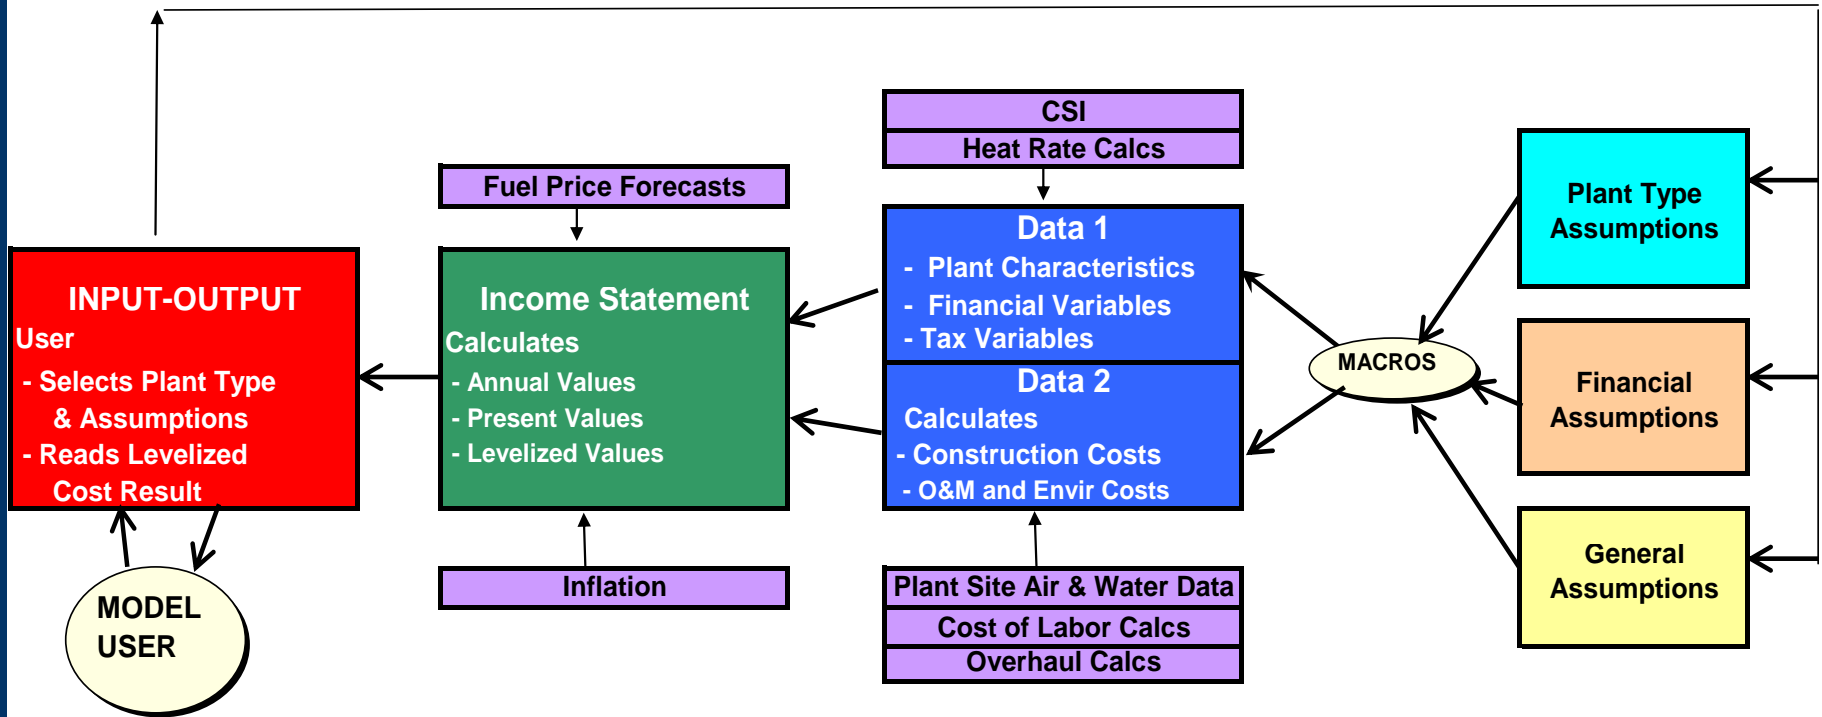 CSI
Heat Rate Calcs
Fuel Price Forecasts
INPUT-OUTPUT
User
- Selects Plant Type
& Assumptions
- Reads Levelized
Cost Result
MODEL
USER
Income Statement
Calculates
- Annual Values
- Present Values
- Levelized Values
Inflation
Data 1
- Plant Characteristics
- Financial Variables
- Tax Variables
Data 2
Calculates
- Construction Costs
- O&M and Envir Costs
Plant Site Air & Water Data
Cost of Labor Calcs
Overhaul Calcs
MACROS
Plant Type
Assumptions
Financial
Assumptions
General
Assumptions